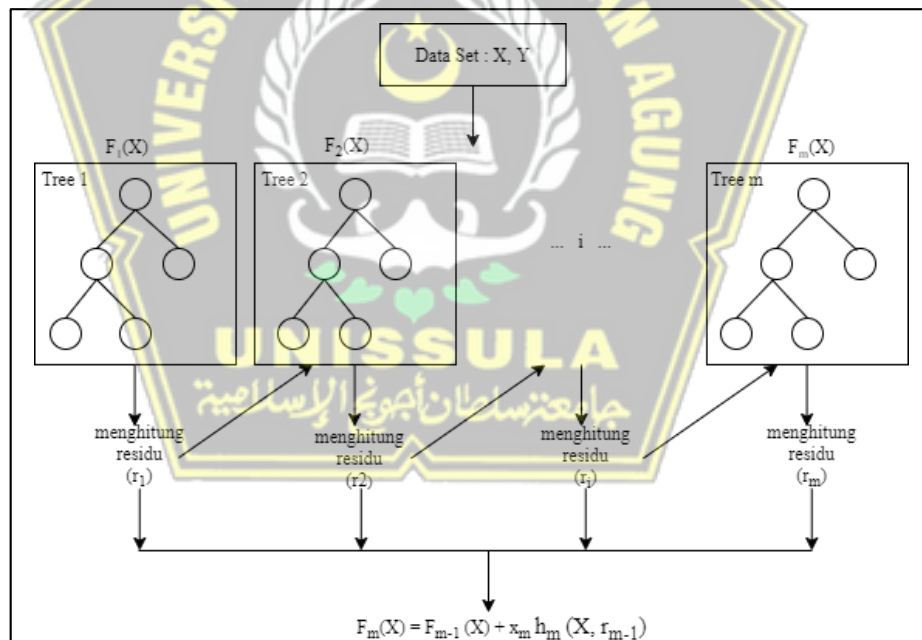 Data Set : X, Y
F₁(X)
F₂(X)
Fₘ(X)
Tree 1
Tree 2
Tree m
... i ...
UNISSULA
جامعتسلطان أجونج الإسلامية
menghitung
residu
(r₁)
menghitung
residu
(r2)
menghitung
residu
(rᵢ)
menghitung
residu
(rₘ)
Fₘ(X) = Fₘ₋₁ (X) + xₘ hₘ (X, rₘ₋₁)